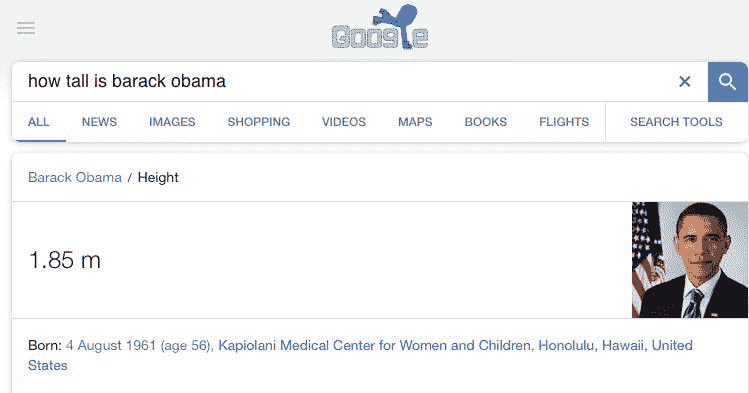 Google
how tall is barack obama
ALL NEWS IMAGES SHOPPING VIDEOS MAPS BOOKS FLIGHTS SEARCH TOOLS
Barack Obama / Height
1.85 m
Born: 4 August 1961 (age 56), Kapiolani Medical Center for Women and Children, Honolulu, Hawaii, United
States